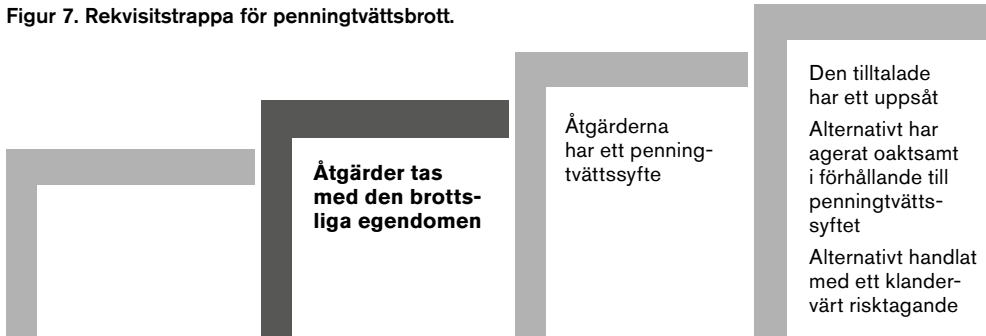 Figur 7. Rekvisitstrappa för penningtvättsbrott.
Åtgärder tas
med den brotts-
liga egendomen
Åtgärderna
har ett penning-
tvättssyfte
Den tilltalade
har ett uppsåt
Alternativt har
agerat oaktsamt
i förhållande till
penningtvätts-
syftet
Alternativt handlat
med ett klander-
värt risktagande